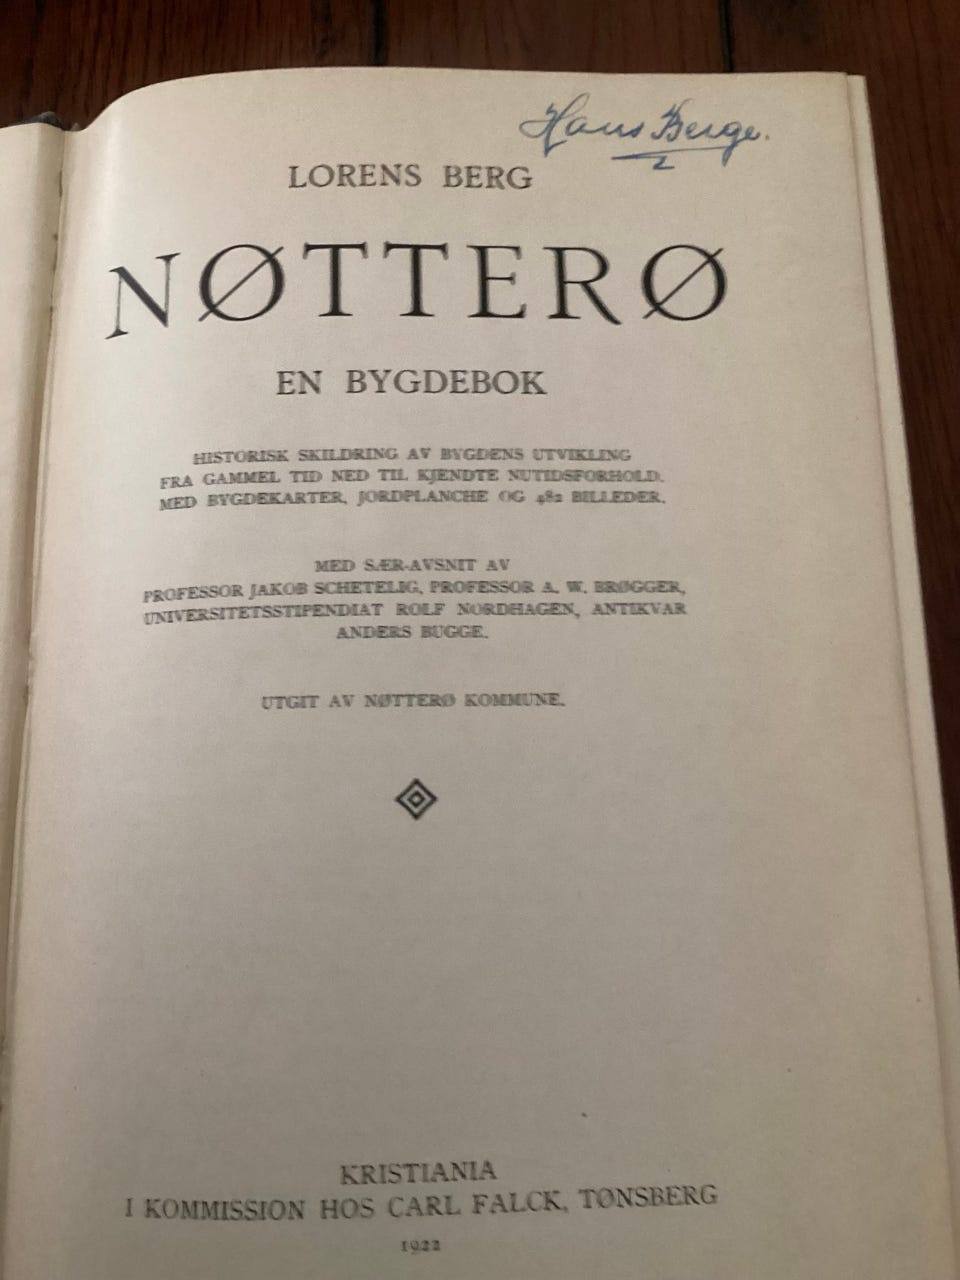 Hans Berge.
LORENS BERG
NØTTERØ
EN BYGDEBOK
HISTORISK SKILDRING AV BYGDENS UTVIKLING
FRA GAMMEL TID NED TIL KJENDTE NUTIDSFORHOLD.
MED BYGDEKARTER, JORDPLANCHE OG 482 BILLEDER.
MED SÆR-AVSNIT AV
PROFESSOR JAKOB SCHETELIG, PROFESSOR A. W. BRØGGER,
UNIVERSITETSSTIPENDIAT ROLF NORDHAGEN, ANTIKVAR
ANDERS BUGGE.
UTGIT AV NØTTERØ KOMMUNE.
KRISTIANIA
I KOMMISSION HOS CARL FALCK, TØNSBERG
1922